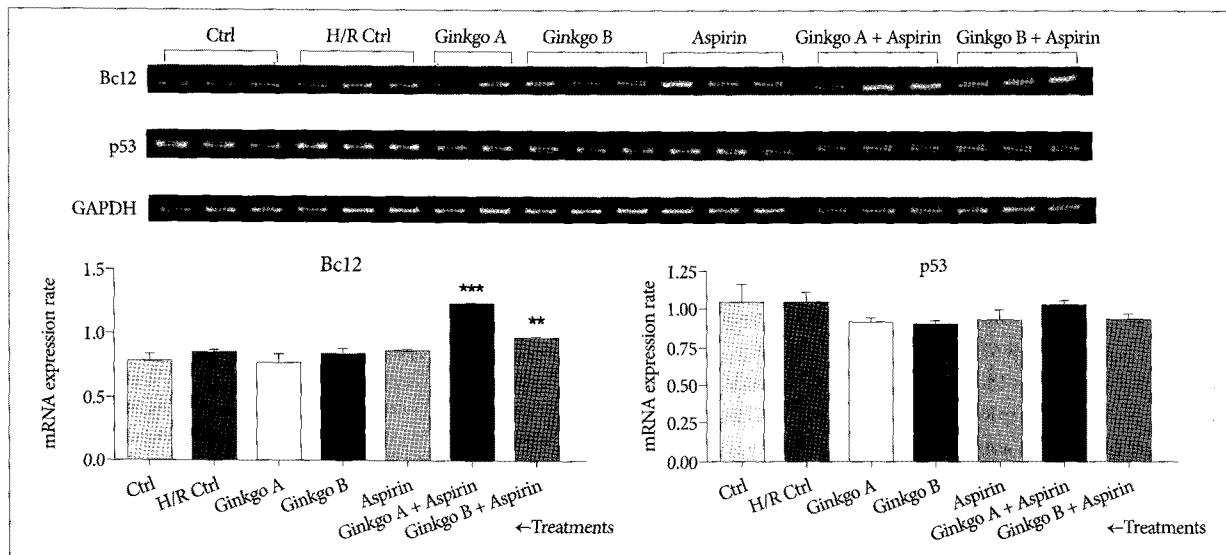 Ctrl H/R Ctrl Ginkgo A Ginkgo B Aspirin Ginkgo A + Aspirin Ginkgo B + Aspirin
Bc12
p53
GAPDH
Bc12
mRNA expression rate
1.5
1.0
0.5
0.0
***
**
Ctrl
H/R Ctrl
Ginkgo A
Ginkgo B
Aspirin
Ginkgo A + Aspirin
Ginkgo B + Aspirin
←Treatments
p53
mRNA expression rate
1.25
1.00
0.75
0.50
0.25
0.00
Ctrl
H/R Ctrl
Ginkgo A
Ginkgo B
Aspirin
Ginkgo A + Aspirin
Ginkgo B + Aspirin
←Treatments